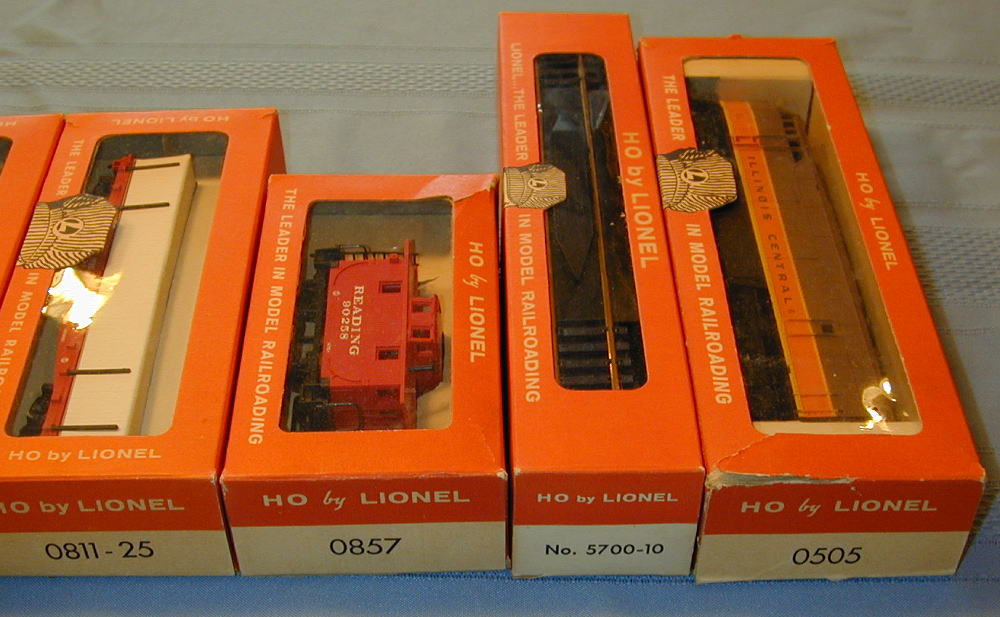 HO by LIONEL
THE LEADER
IN MODEL
HO by LIONEL
HO by LIONEL
0811-25
THE LEADER IN MODEL RAILROADING
READING
90258
HO by LIONEL
HO by LIONEL
0857
LIONEL...THE LEADER
IN MODEL RAILROADING
HO by LIONEL
HO by LIONEL
No. 5700-10
THE LEADER
IN MODEL RAILROADING
L
ILLINOIS CENTRAL
HO by LIONEL
HO by LIONEL
0505